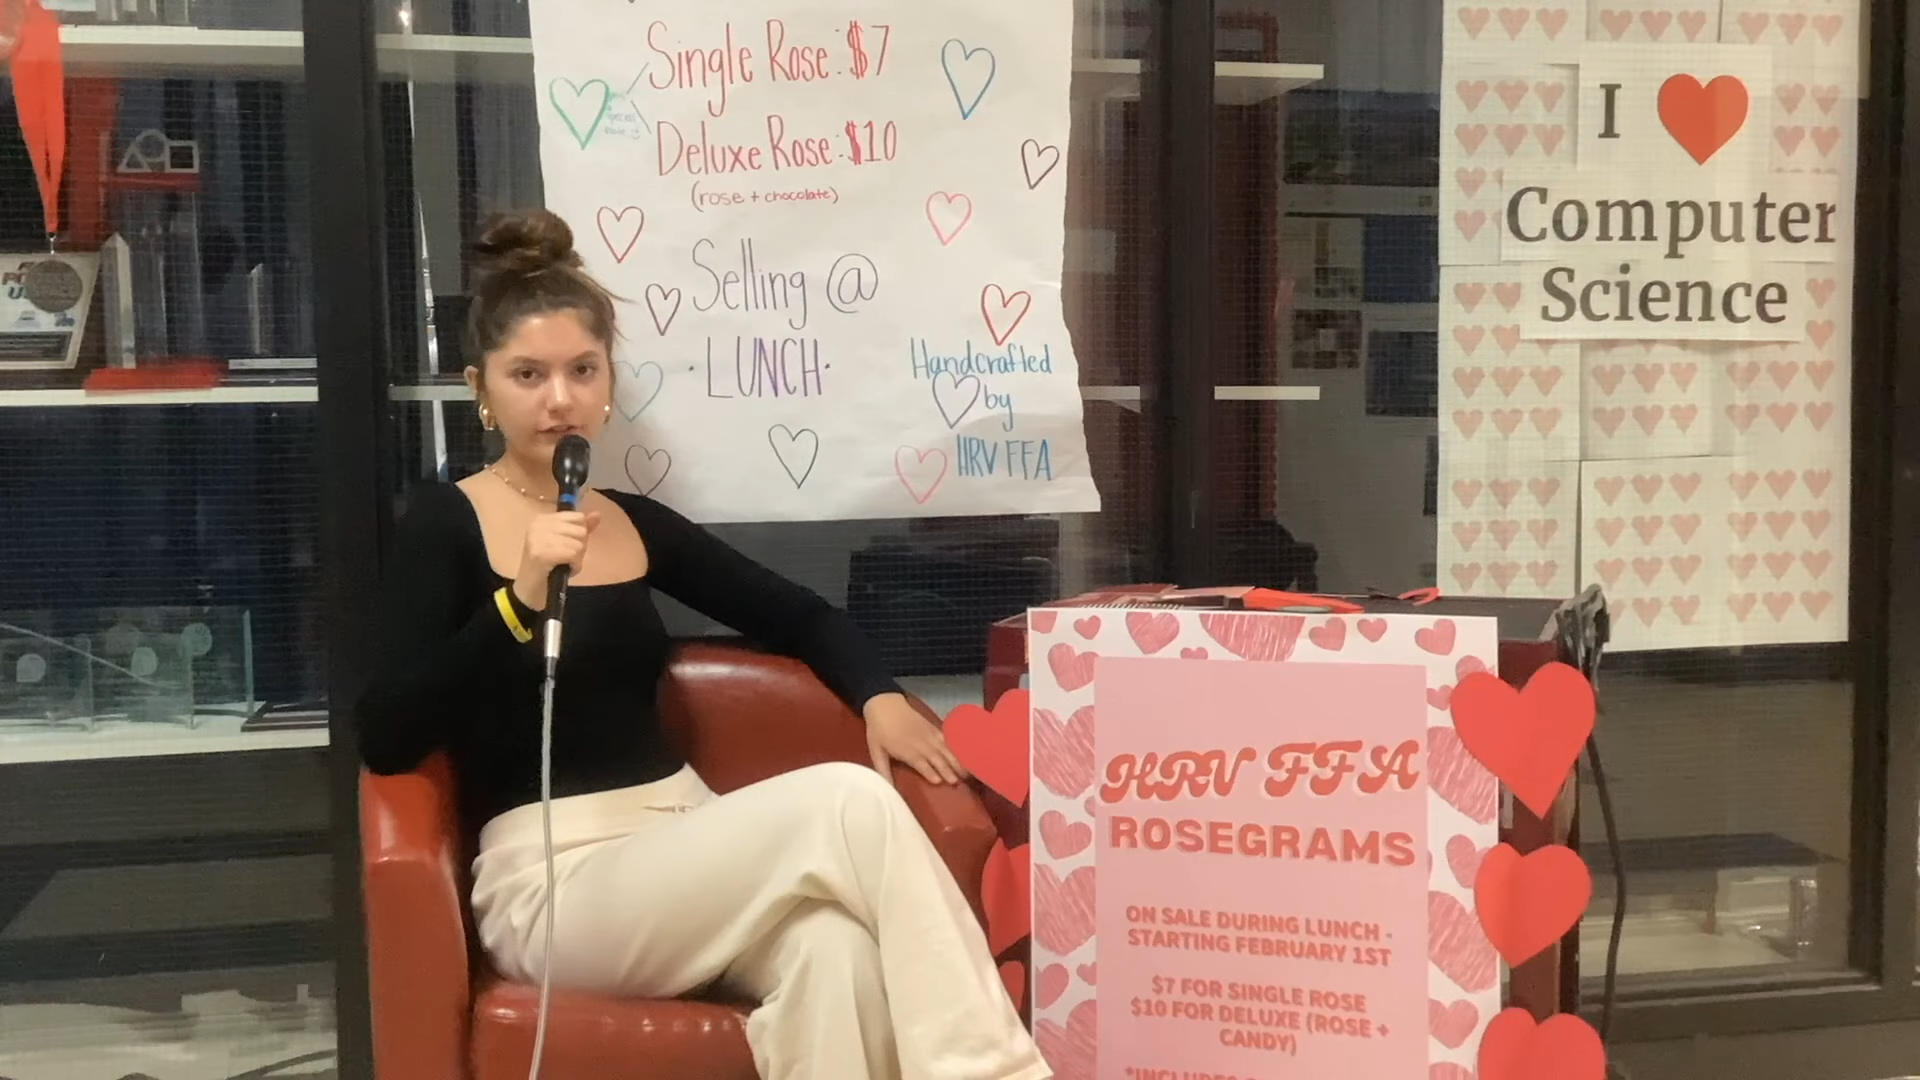 Single Rose: $7
Deluxe Rose: $10
(rose + chocolate)
Selling @
LUNCH
Handcrafted
by
HRV FFA
I
Computer
Science
HRV FFA
ROSEGRAMS
ON SALE DURING LUNCH -
STARTING FEBRUARY 1ST
$7 FOR SINGLE ROSE
$10 FOR DELUXE (ROSE +
CANDY)